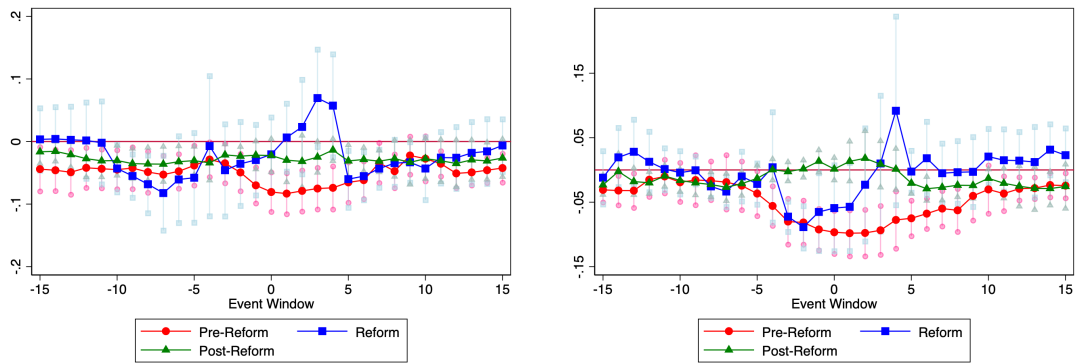 .2
.1
0
-.1
-.2
-15 -10 -5 0 5 10 15
Event Window
Pre-Reform Reform
Post-Reform
.15
.05
-.05
-.15
-15 -10 -5 0 5 10 15
Event Window
Pre-Reform Reform
Post-Reform